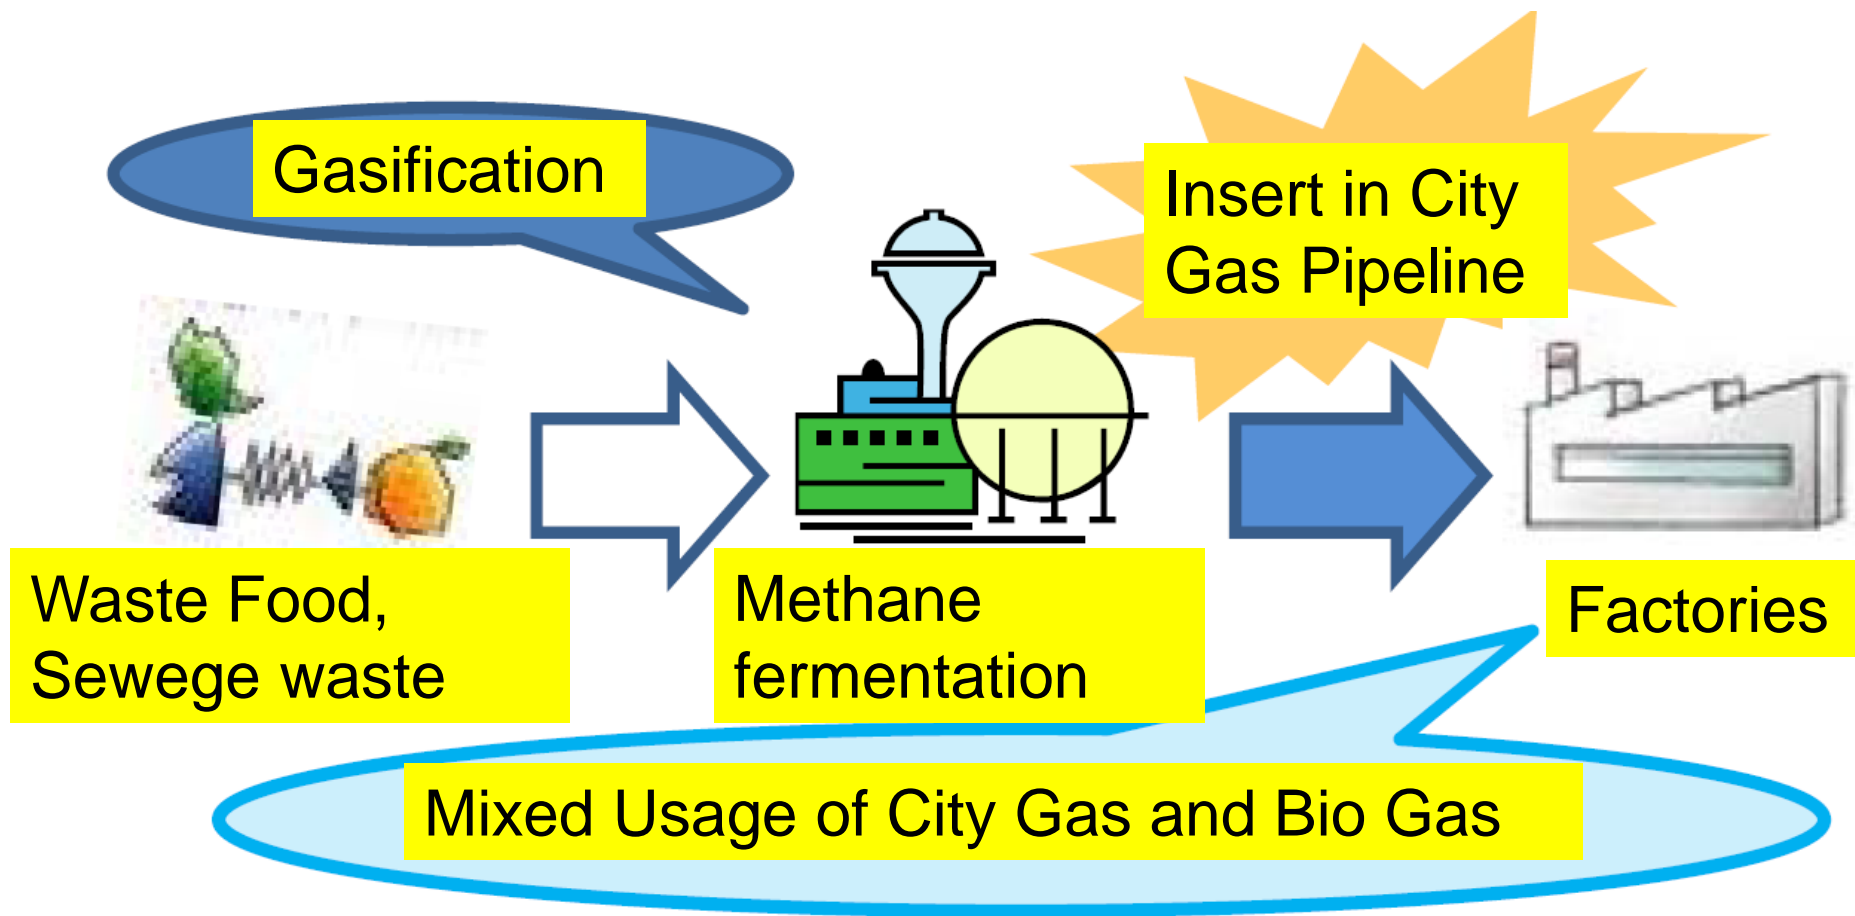 Gasification
Insert in City
Gas Pipeline
Waste Food,
Sewege waste
Methane
fermentation
Factories
Mixed Usage of City Gas and Bio Gas